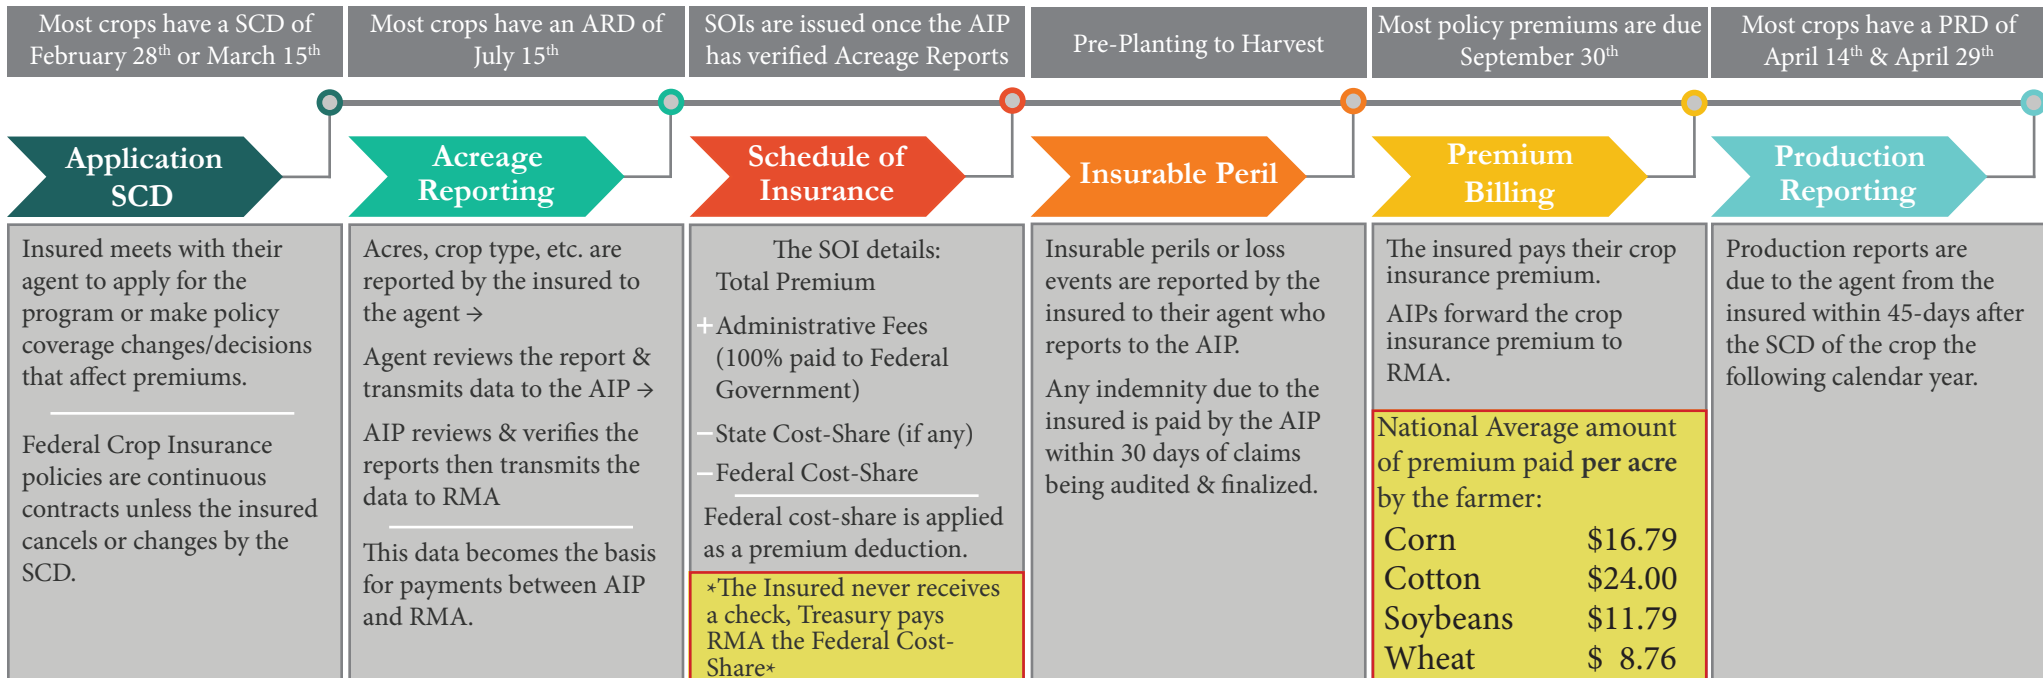 Most crops have a SCD of
February 28th or March 15th
Most crops have an ARD of
July 15th
SOIs are issued once the AIP
has verified Acreage Reports
Pre-Planting to Harvest
Most policy premiums are due
September 30th
Most crops have a PRD of
April 14th & April 29th
Application
SCD
Acreage
Reporting
Schedule of
Insurance
Insurable Peril
Premium
Billing
Production
Reporting
Insured meets with their
agent to apply for the
program or make policy
coverage changes/decisions
that affect premiums.
Federal Crop Insurance
policies are continuous
contracts unless the insured
cancels or changes by the
SCD.
Acres, crop type, etc. are
reported by the insured to
the agent →
Agent reviews the report &
transmits data to the AIP →
AIP reviews & verifies the
reports then transmits the
data to RMA
This data becomes the basis
for payments between AIP
and RMA.
The SOI details:
Total Premium
+ Administrative Fees
(100% paid to Federal
Government)
– State Cost-Share (if any)
– Federal Cost-Share
Federal cost-share is applied
as a premium deduction.
*The Insured never receives
a check, Treasury pays
RMA the Federal Cost-
Share*
Insurable perils or loss
events are reported by the
insured to their agent who
reports to the AIP.
Any indemnity due to the
insured is paid by the AIP
within 30 days of claims
being audited & finalized.
The insured pays their crop
insurance premium.
AIPs forward the crop
insurance premium to
RMA.
National Average amount
of premium paid per acre
by the farmer:
Corn $16.79
Cotton $24.00
Soybeans $11.79
Wheat $ 8.76
Production reports are
due to the agent from the
insured within 45-days after
the SCD of the crop the
following calendar year.